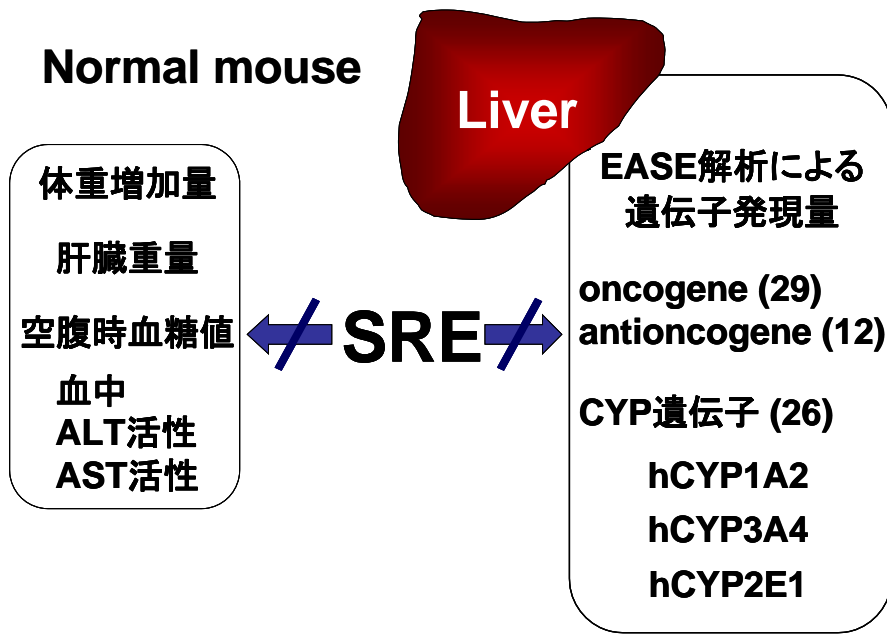 Normal mouse
Liver
体重増加量
肝臓重量
空腹時血糖値
血中
ALT活性
AST活性
SRE
EASE解析による
遺伝子発現量
oncogene (29)
antioncogene (12)
CYP遺伝子 (26)
hCYP1A2
hCYP3A4
hCYP2E1